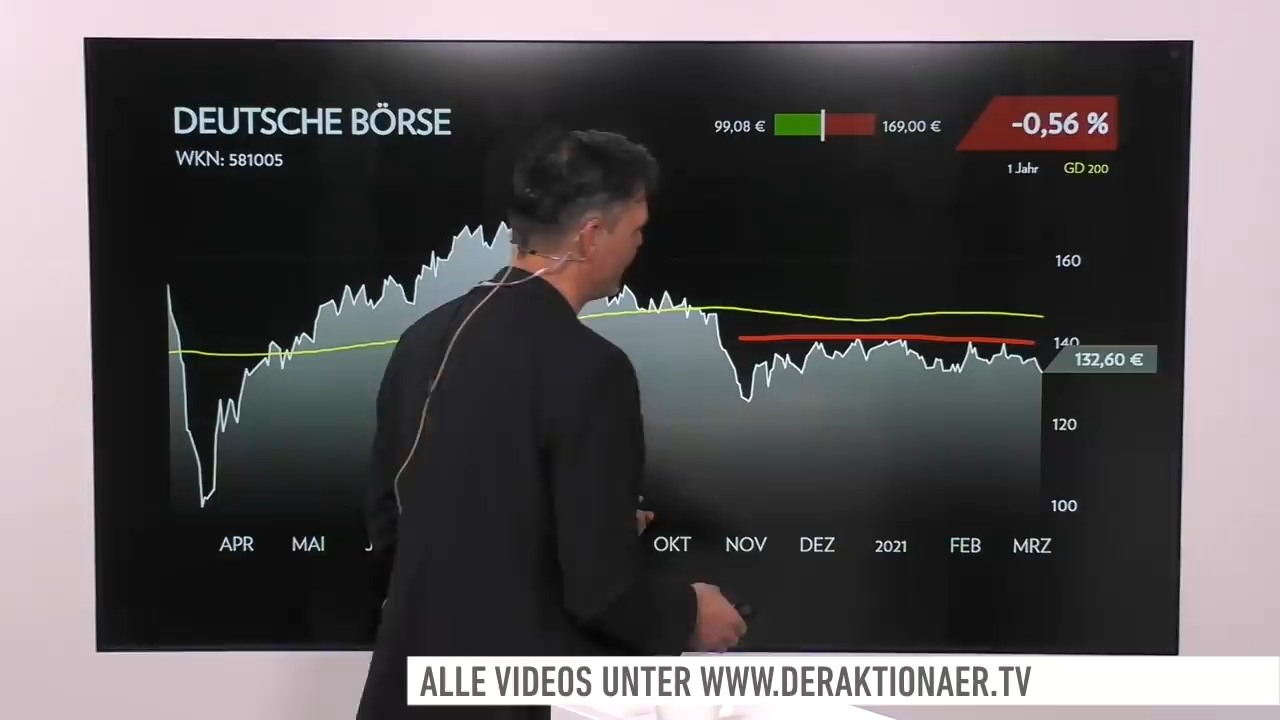 DEUTSCHE BÖRSE
WKN: 581005
99,08 € 169,00 €
-0,56 %
1 Jahr GD 200
160
140
132,60 €
120
100
APR MAI OKT NOV DEZ 2021 FEB MRZ
ALLE VIDEOS UNTER WWW.DERAKTIONAER.TV